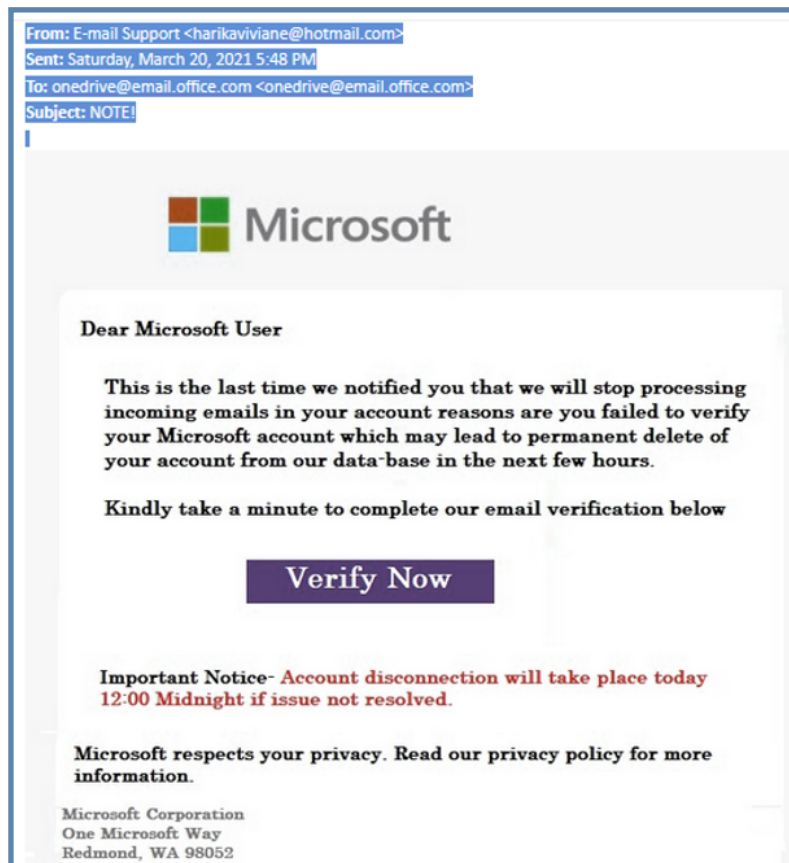 From: E-mail Support <harikaviviane@hotmail.com>
Sent: Saturday, March 20, 2021 5:48 PM
To: onedrive@email.office.com <onedrive@email.office.com>
Subject: NOTE!
Microsoft
Dear Microsoft User
This is the last time we notified you that we will stop processing
incoming emails in your account reasons are you failed to verify
your Microsoft account which may lead to permanent delete of
your account from our data-base in the next few hours.
Kindly take a minute to complete our email verification below
Verify Now
Important Notice- Account disconnection will take place today
12:00 Midnight if issue not resolved.
Microsoft respects your privacy. Read our privacy policy for more
information.
Microsoft Corporation
One Microsoft Way
Redmond, WA 98052